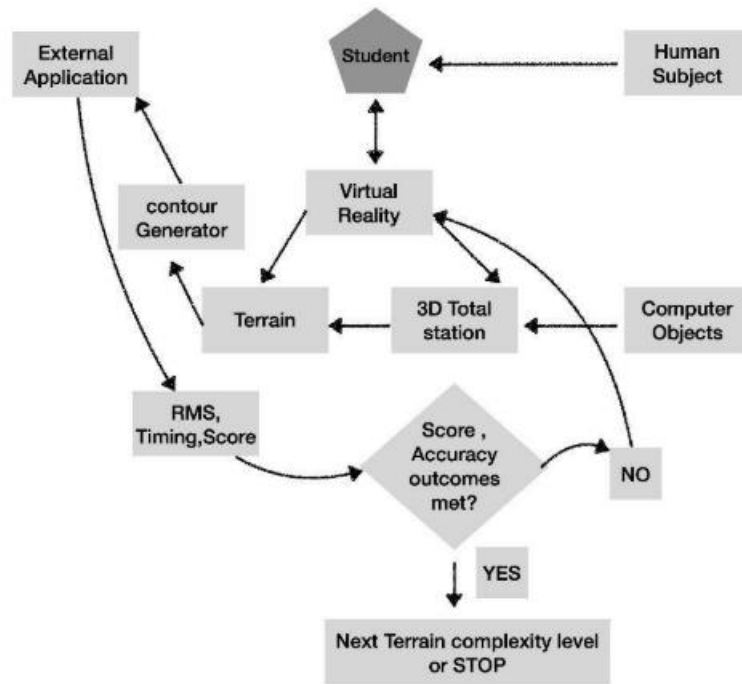 External
Application
Student
Human
Subject
contour
Generator
Virtual
Reality
Terrain
3D Total
station
Computer
Objects
RMS,
Timing,Score
Score ,
Accuracy
outcomes
met?
NO
YES
Next Terrain complexity level
or STOP